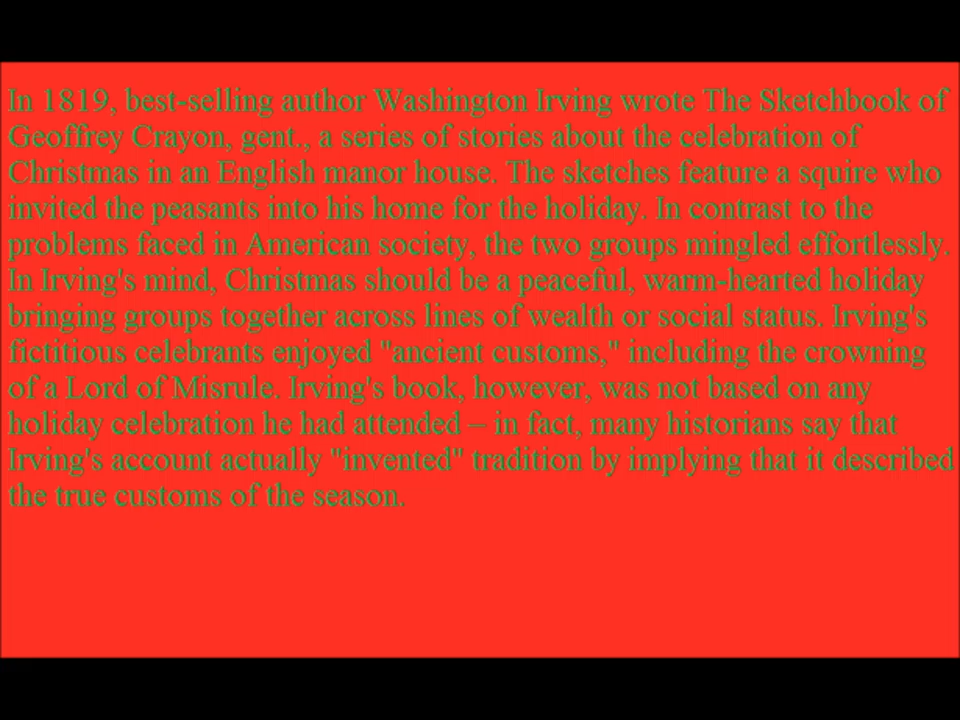 In 1819, best-selling author Washington Irving wrote The Sketchbook of
Geoffrey Crayon, gent., a series of stories about the celebration of
Christmas in an English manor house. The sketches feature a squire who
invited the peasants into his home for the holiday. In contrast to the
problems faced in American society, the two groups mingled effortlessly.
In Irving's mind, Christmas should be a peaceful, warm-hearted holiday
bringing groups together across lines of wealth or social status. Irving's
fictitious celebrants enjoyed "ancient customs," including the crowning
of a Lord of Misrule. Irving's book, however, was not based on any
holiday celebration he had attended – in fact, many historians say that
Irving's account actually "invented" tradition by implying that it described
the true customs of the season.